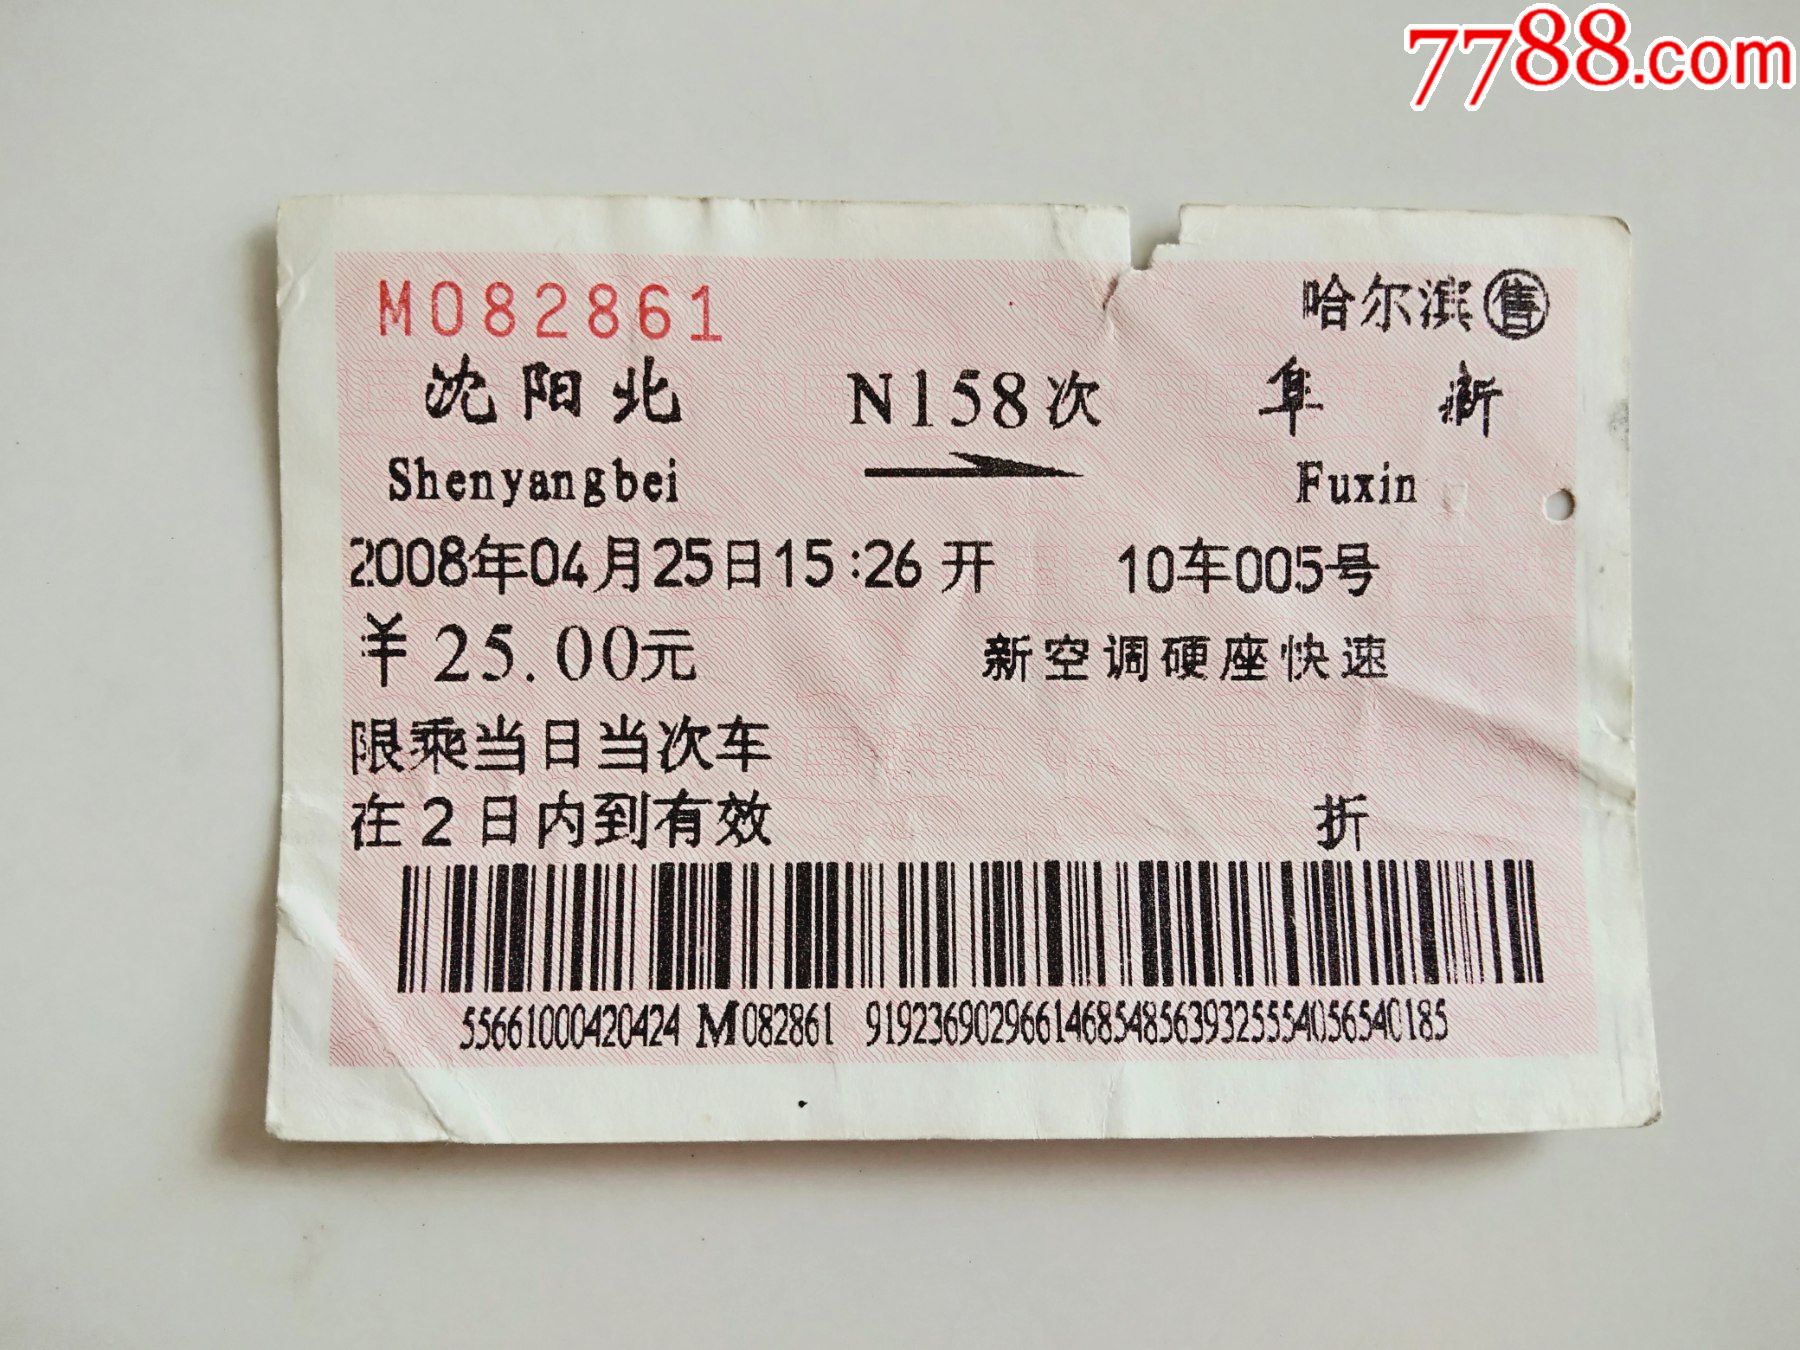 7788.com
M082861 哈尔滨售
沈阳北 N158次 阜新
Shenyangbei Fuxin
2008年04月25日15:26开 10车005号
¥25.00元 新空调硬座快速
限乘当日当次车
在2日内到有效 折
55661000420424 M082861 91923690296614685485639325554056540185